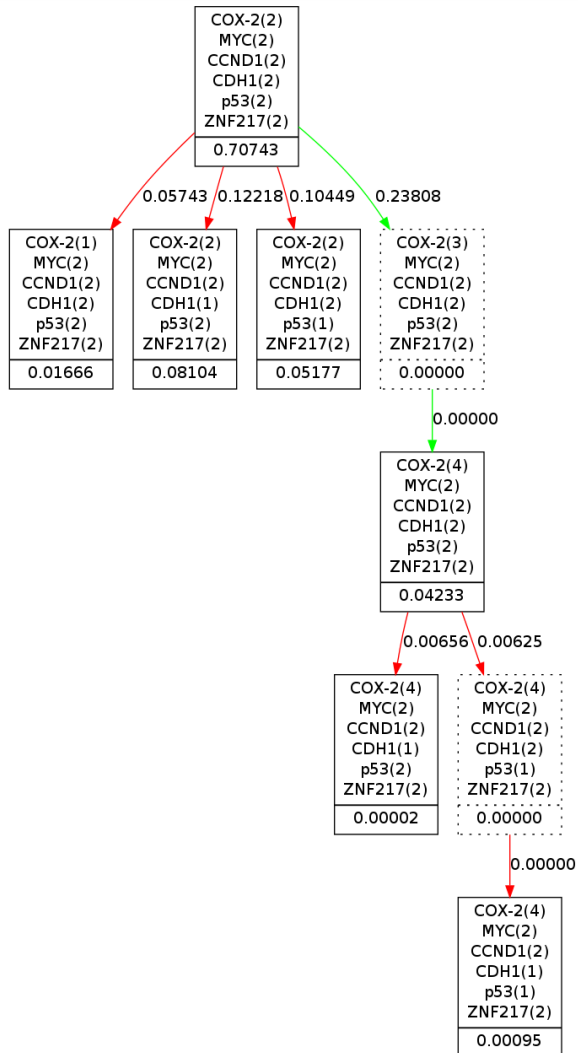 COX-2(2)
MYC(2)
CCND1(2)
CDH1(2)
p53(2)
ZNF217(2)
0.70743
0.05743
0.12218
0.10449
0.23808
COX-2(1)
MYC(2)
CCND1(2)
CDH1(2)
p53(2)
ZNF217(2)
0.01666
COX-2(2)
MYC(2)
CCND1(2)
CDH1(1)
p53(2)
ZNF217(2)
0.08104
COX-2(2)
MYC(2)
CCND1(2)
CDH1(2)
p53(1)
ZNF217(2)
0.05177
COX-2(3)
MYC(2)
CCND1(2)
CDH1(2)
p53(2)
ZNF217(2)
0.00000
0.00000
COX-2(4)
MYC(2)
CCND1(2)
CDH1(2)
p53(2)
ZNF217(2)
0.04233
0.00656
0.00625
COX-2(4)
MYC(2)
CCND1(2)
CDH1(1)
p53(2)
ZNF217(2)
0.00002
COX-2(4)
MYC(2)
CCND1(2)
CDH1(2)
p53(1)
ZNF217(2)
0.00000
0.00000
COX-2(4)
MYC(2)
CCND1(2)
CDH1(1)
p53(1)
ZNF217(2)
0.00095